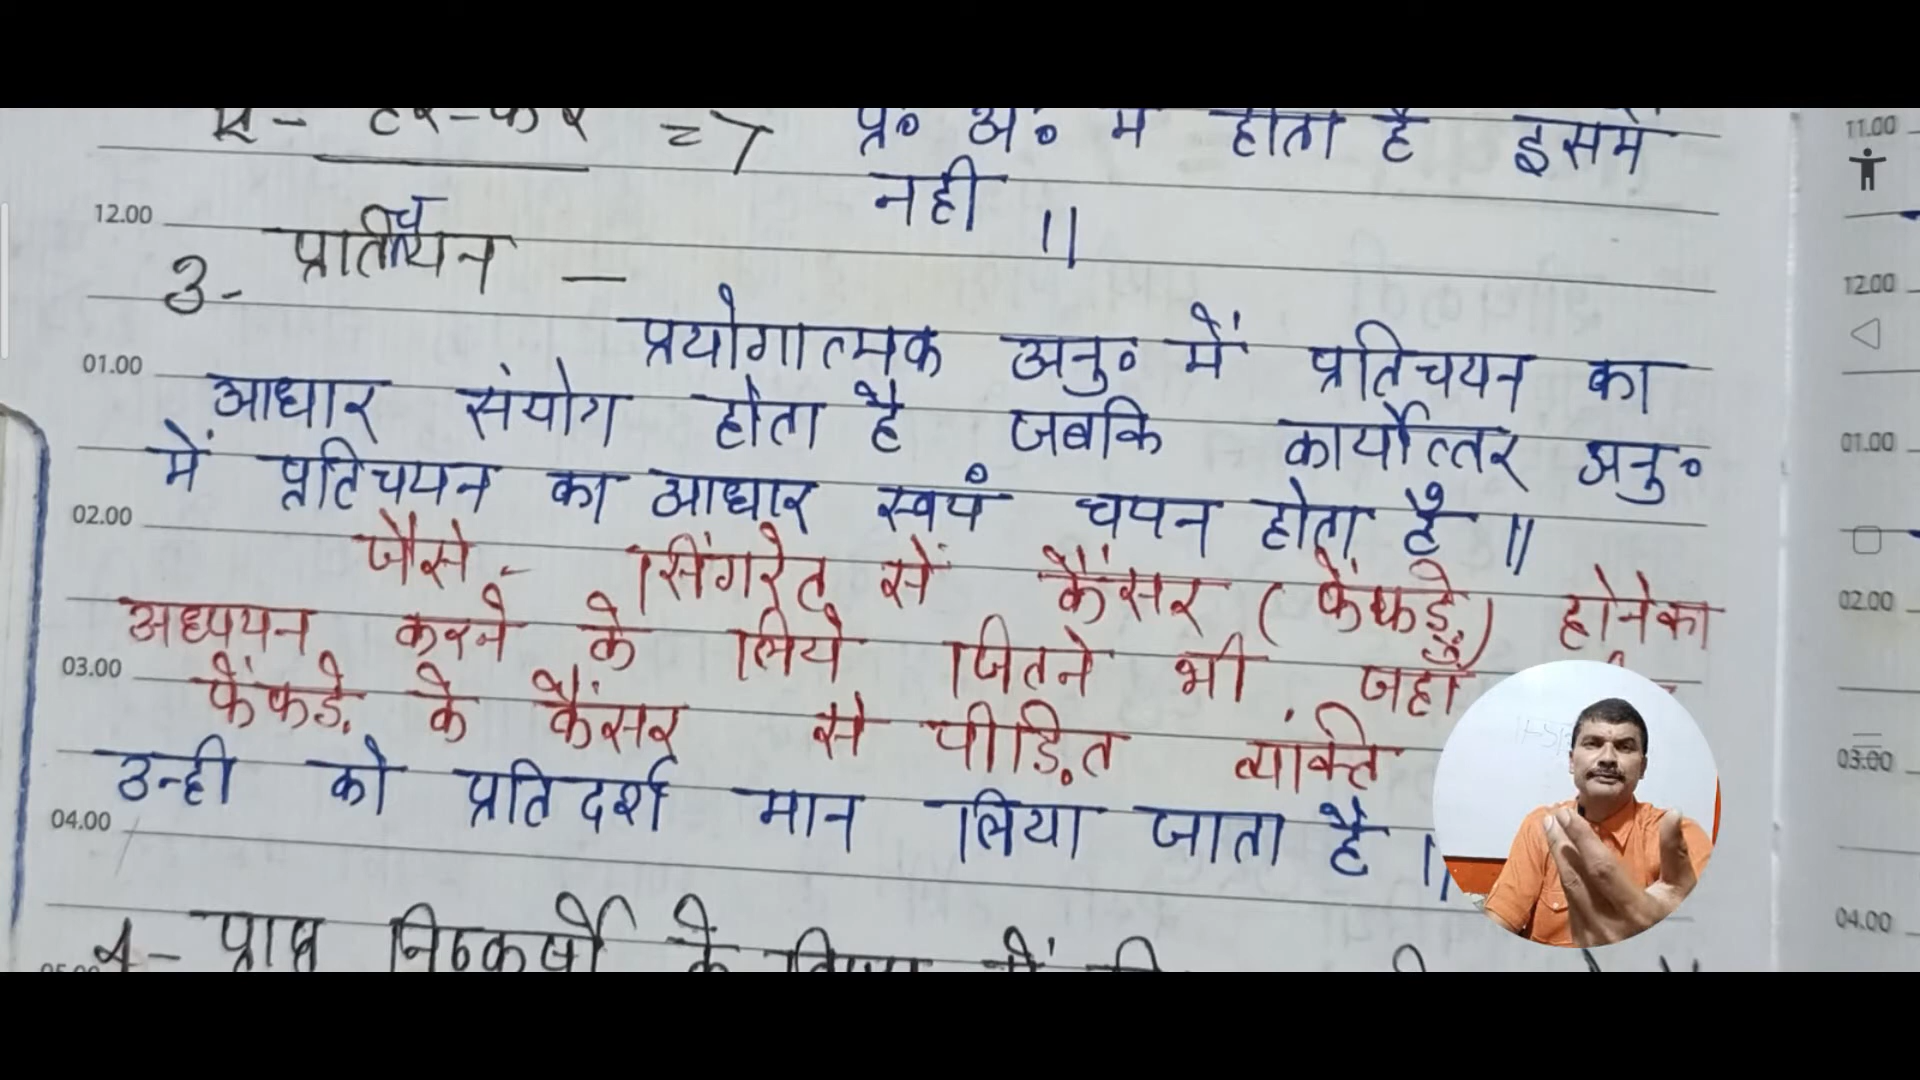 प्र० अ० में होता है इसमें
नही ॥
12.00
3- प्रतिचयन –
प्रयोगात्मक अनु० में प्रतिचयन का
01.00
आधार संयोग होता है जबकि कार्योत्तर अनु०
में प्रतिचयन का आधार स्वयं चयन होता है ॥
02.00
जैसे - सिंगरेट से कैंसर (फेंफड़े) होनेका
अध्ययन करने के लिये जितने भी जहाँ
03.00
फेंफडे. के कैंसर से पीड़ित व्यक्ति
उन्ही को प्रतिदर्श मान लिया जाता है ॥
04.00
4- प्राप्त निष्कर्षों के
11.00
12.00
01.00
02.00
03.00
04.00